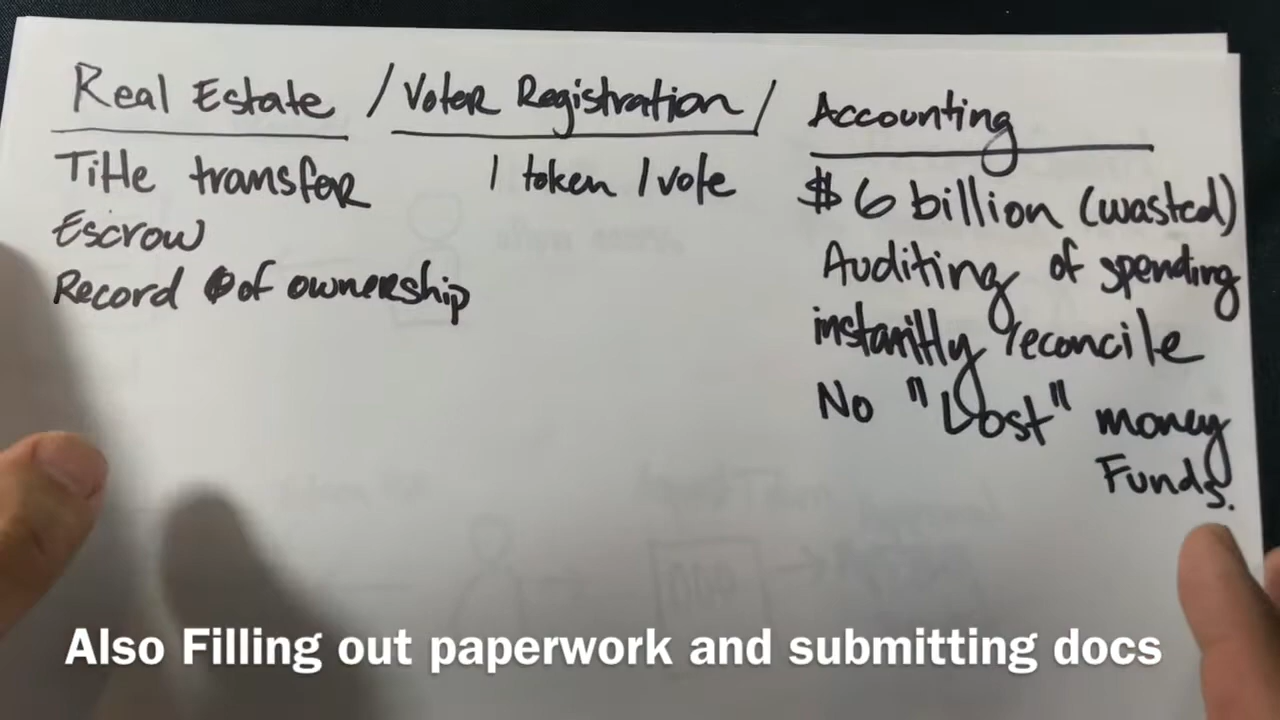 Real Estate / Voter Registration / Accounting
Title transfer
Escrow
Record of ownership
1 token 1 vote
$6 billion (wasted)
Auditing of spending
instantly reconcile
No "Lost" money
Funds.
Also Filling out paperwork and submitting docs